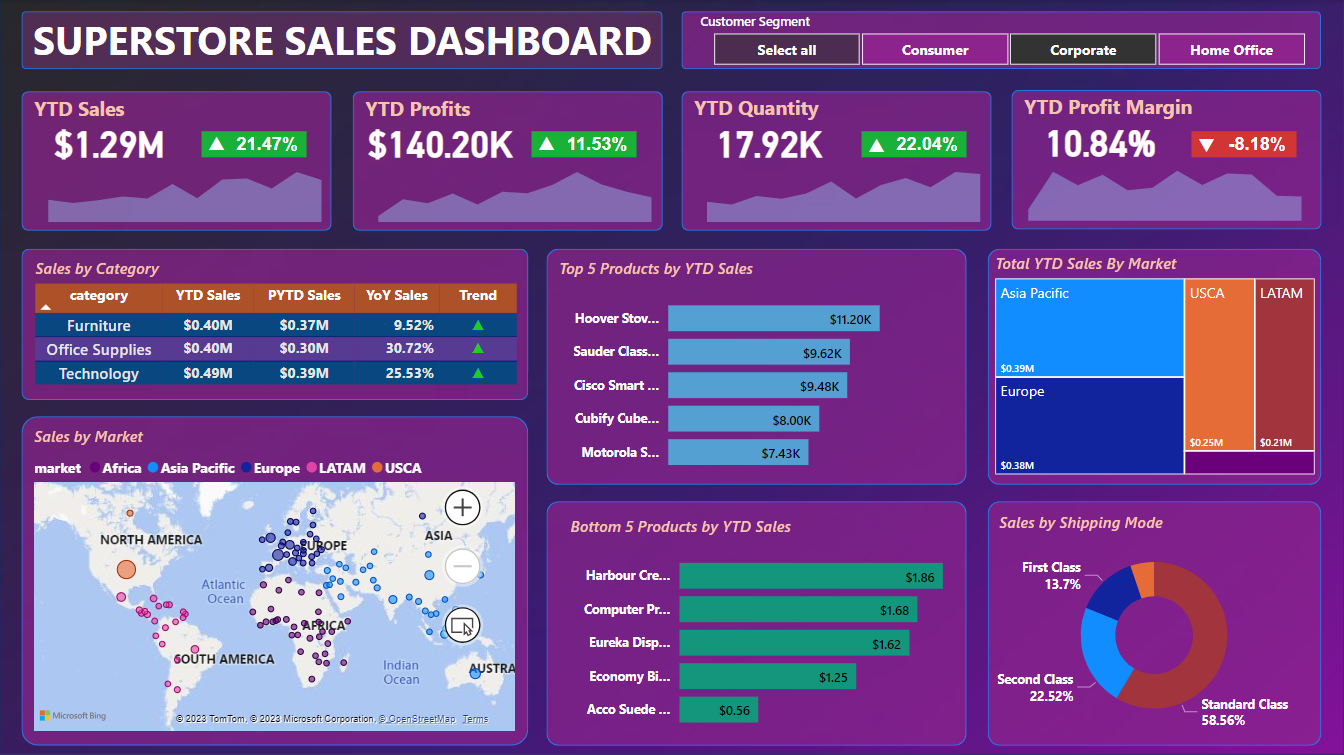 SUPERSTORE SALES DASHBOARD
Customer Segment
Select all
Consumer
Corporate
Home Office
YTD Sales
$1.29M
21.47%
YTD Profits
$140.20K
11.53%
YTD Quantity
17.92K
22.04%
YTD Profit Margin
10.84%
-8.18%
Sales by Category
category YTD Sales PYTD Sales YoY Sales Trend
Furniture $0.40M $0.37M 9.52%
Office Supplies $0.40M $0.30M 30.72%
Technology $0.49M $0.39M 25.53%
Top 5 Products by YTD Sales
Hoover Stov... $11.20K
Sauder Class... $9.62K
Cisco Smart ... $9.48K
Cubify Cube... $8.00K
Motorola S... $7.43K
Total YTD Sales By Market
Asia Pacific
$0.39M
Europe
$0.38M
USCA
$0.25M
LATAM
$0.21M
Sales by Market
market Africa Asia Pacific Europe LATAM USCA
NORTH AMERICA
EUROPE
ASIA
Atlantic
Ocean
AFRICA
SOUTH AMERICA
Indian
Ocean
AUSTRA
Microsoft Bing
© 2023 TomTom, © 2023 Microsoft Corporation, © OpenStreetMap Terms
Bottom 5 Products by YTD Sales
Harbour Cre... $1.86
Computer Pr... $1.68
Eureka Disp... $1.62
Economy Bi... $1.25
Acco Suede ... $0.56
Sales by Shipping Mode
First Class
13.7%
Second Class
22.52%
Standard Class
58.56%